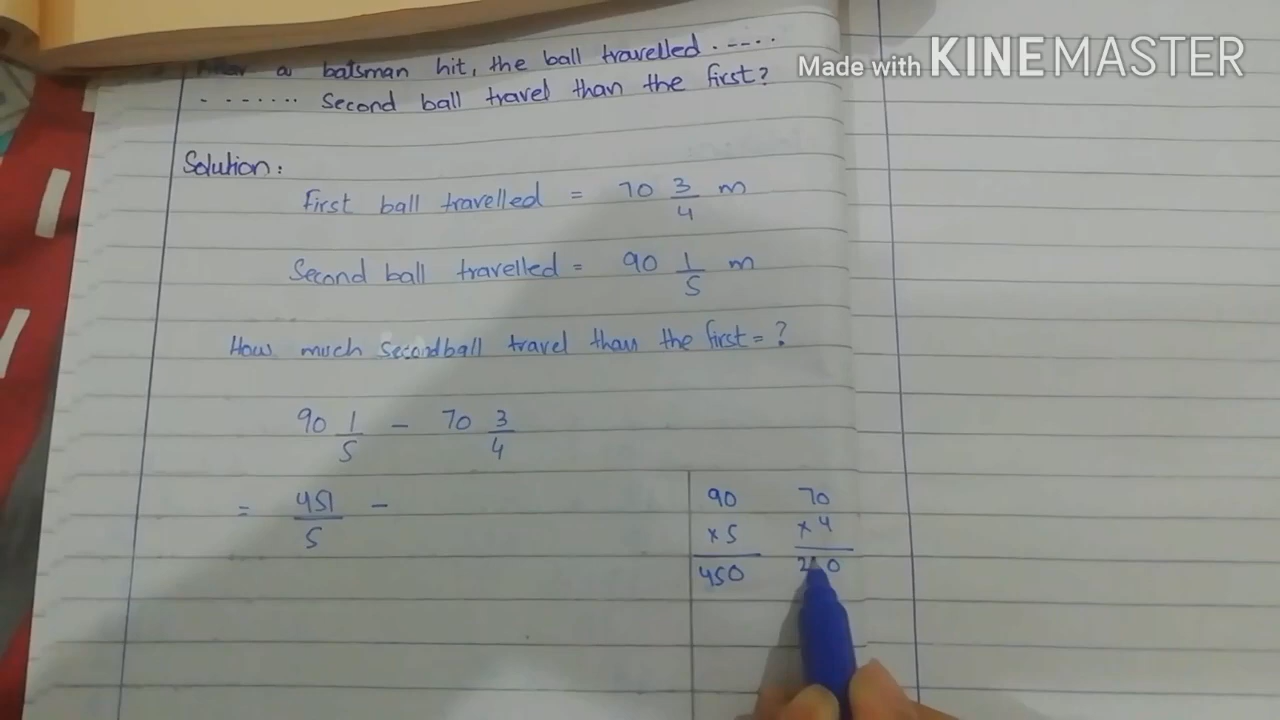 a batsman hit, the ball travelled .----.
.------.. Second ball travel than the first?
Made with KINEMASTER
Solution:
First ball travelled = 70 3/4 m
Second ball travelled = 90 1/5 m
How much Second ball travel than the first = ?
90 1/5 - 70 3/4
= 451/5 -
90 70
×5 ×4
450